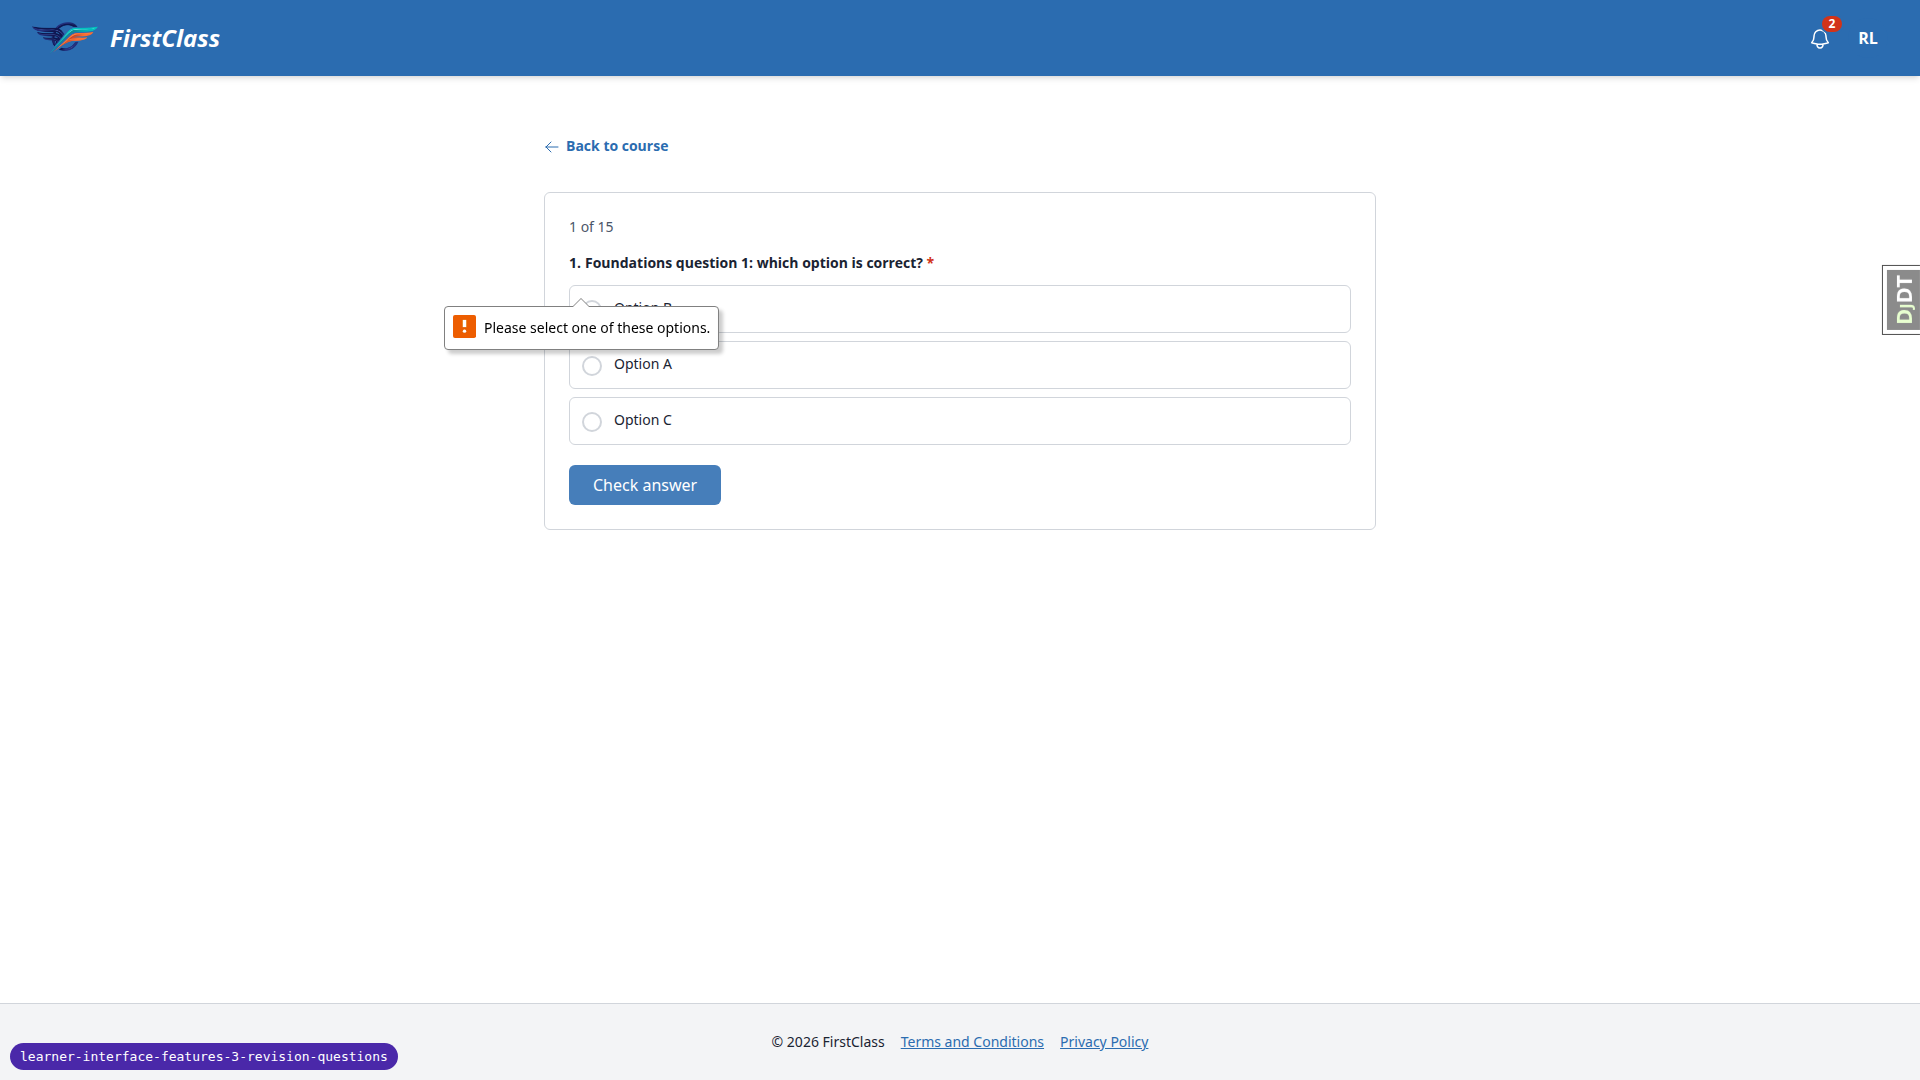 FirstClass
2
RL
Back to course
1 of 15
1. Foundations question 1: which option is correct? *
Please select one of these options.
Option A
Option C
Check answer
DjDT
© 2026 FirstClass Terms and Conditions Privacy Policy
learner-interface-features-3-revision-questions